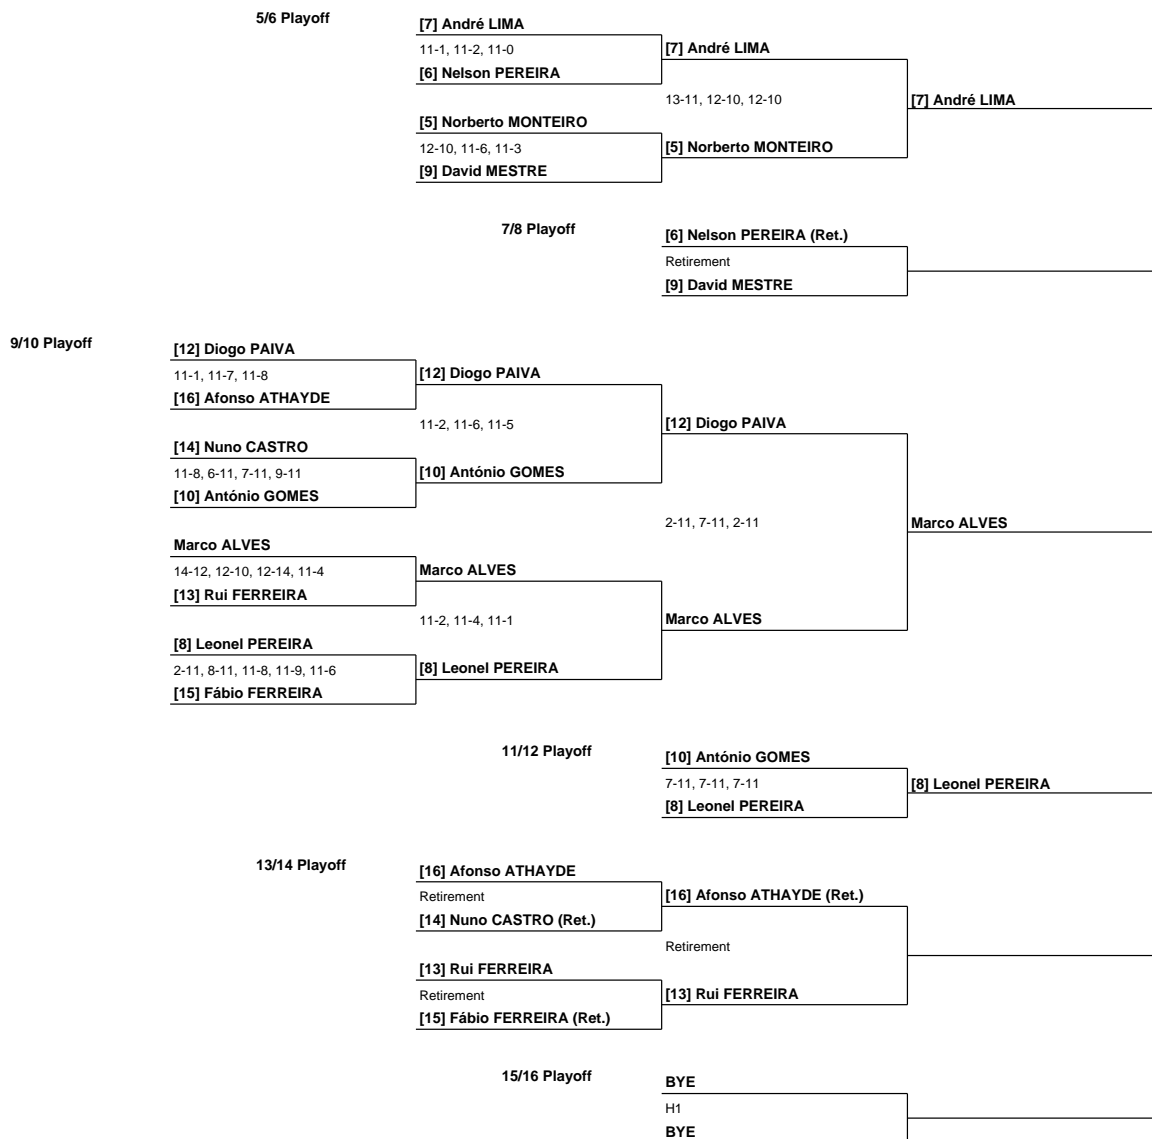 5/6 Playoff
[7] André LIMA
11-1, 11-2, 11-0
[6] Nelson PEREIRA
[7] André LIMA
13-11, 12-10, 12-10
[7] André LIMA
[5] Norberto MONTEIRO
12-10, 11-6, 11-3
[9] David MESTRE
[5] Norberto MONTEIRO
7/8 Playoff
[6] Nelson PEREIRA (Ret.)
Retirement
[9] David MESTRE
9/10 Playoff
[12] Diogo PAIVA
11-1, 11-7, 11-8
[16] Afonso ATHAYDE
[12] Diogo PAIVA
11-2, 11-6, 11-5
[12] Diogo PAIVA
[14] Nuno CASTRO
11-8, 6-11, 7-11, 9-11
[10] António GOMES
[10] António GOMES
2-11, 7-11, 2-11
Marco ALVES
Marco ALVES
14-12, 12-10, 12-14, 11-4
[13] Rui FERREIRA
Marco ALVES
11-2, 11-4, 11-1
Marco ALVES
[8] Leonel PEREIRA
2-11, 8-11, 11-8, 11-9, 11-6
[15] Fábio FERREIRA
[8] Leonel PEREIRA
11/12 Playoff
[10] António GOMES
7-11, 7-11, 7-11
[8] Leonel PEREIRA
[8] Leonel PEREIRA
13/14 Playoff
[16] Afonso ATHAYDE
Retirement
[14] Nuno CASTRO (Ret.)
[16] Afonso ATHAYDE (Ret.)
Retirement
[13] Rui FERREIRA
Retirement
[15] Fábio FERREIRA (Ret.)
[13] Rui FERREIRA
15/16 Playoff
BYE
H1
BYE